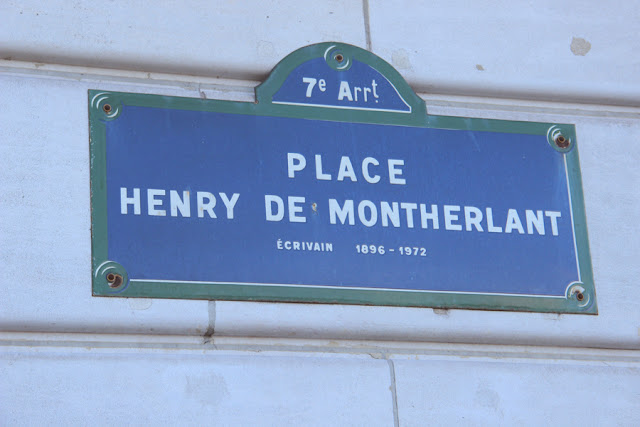 7e Arrt.
PLACE
HENRY DE MONTHERLANT
ÉCRIVAIN 1896 - 1972